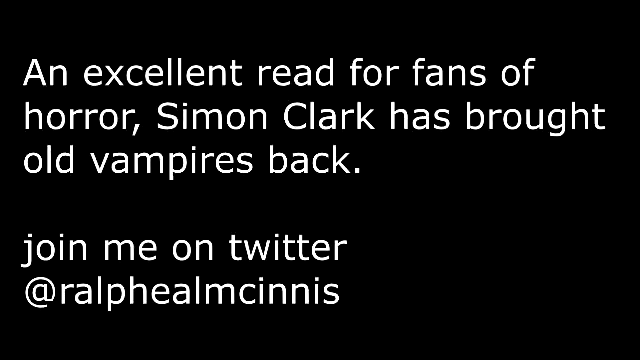 An excellent read for fans of
horror, Simon Clark has brought
old vampires back.
join me on twitter
@ralphealmcinnis